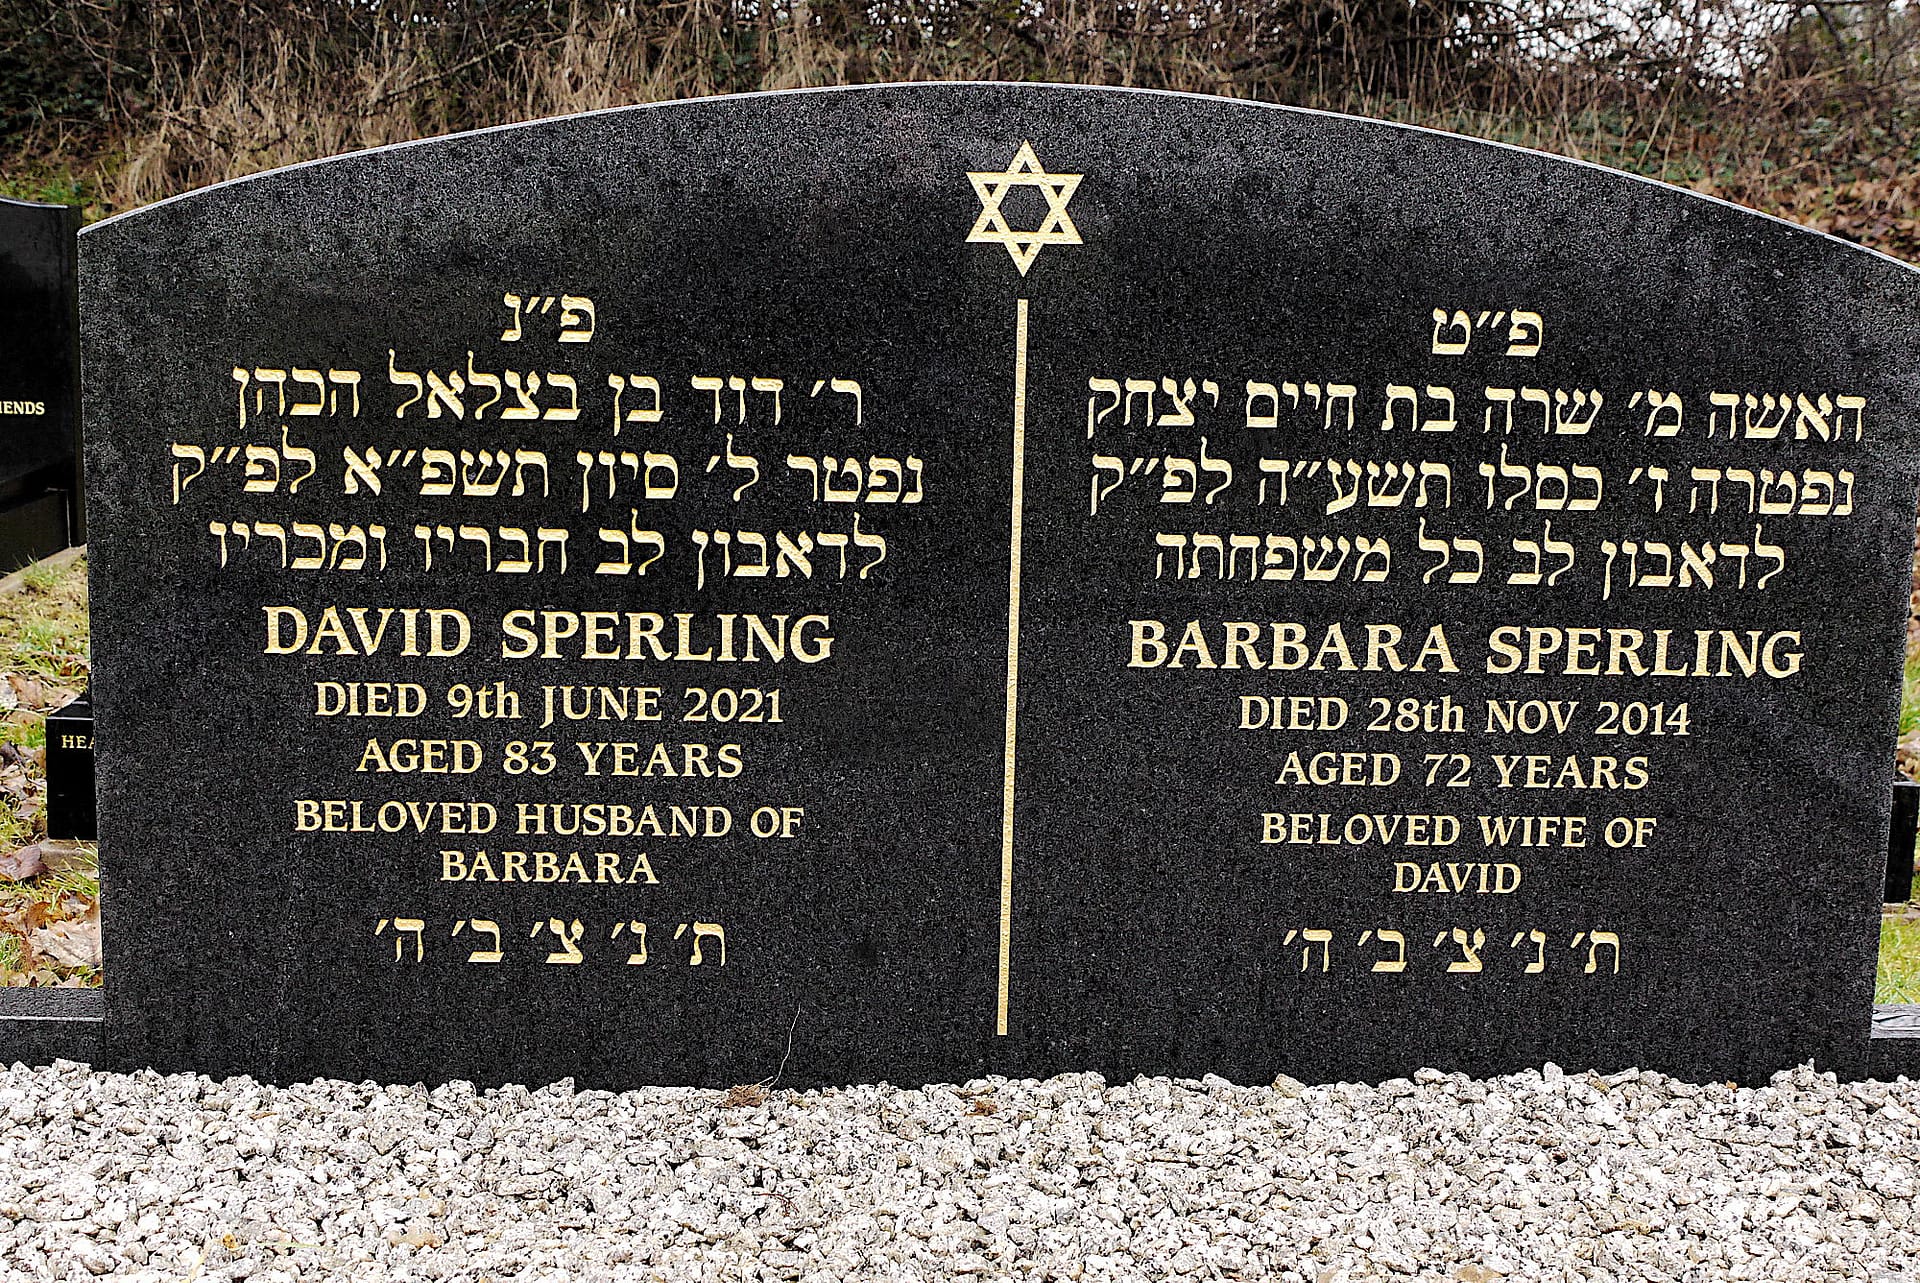 פ״נ
ר׳ דוד בן בצלאל הכהן
נפטר ל׳ סיון תשפ״א לפ״ק
לדאבון לב חבריו ומכריו
DAVID SPERLING
DIED 9th JUNE 2021
AGED 83 YEARS
BELOVED HUSBAND OF
BARBARA
ת׳ נ׳ צ׳ ב׳ ה׳
פ״ט
האשה מ׳ שרה בת חיים יצחק
נפטרה ז׳ כסלו תשע״ה לפ״ק
לדאבון לב כל משפחתה
BARBARA SPERLING
DIED 28th NOV 2014
AGED 72 YEARS
BELOVED WIFE OF
DAVID
ת׳ נ׳ צ׳ ב׳ ה׳